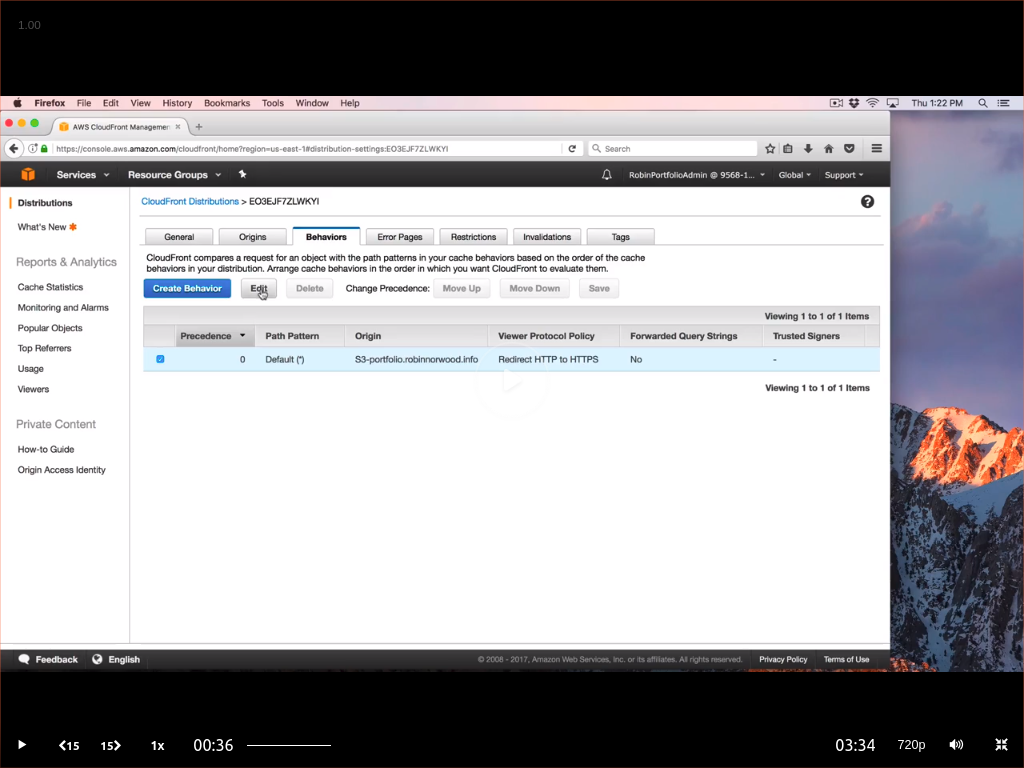 1.00
Firefox File Edit View History Bookmarks Tools Window Help Thu 1:22 PM
AWS CloudFront Managemen
https://console.aws.amazon.com/cloudfront/home?region=us-east-1#distribution-settings:EO3EJF7ZLWKYI Search
Services Resource Groups RobinPortfolioAdmin @ 9568-1... Global Support
Distributions
What's New
Reports & Analytics
Cache Statistics
Monitoring and Alarms
Popular Objects
Top Referrers
Usage
Viewers
Private Content
How-to Guide
Origin Access Identity
CloudFront Distributions > EO3EJF7ZLWKYI
General Origins Behaviors Error Pages Restrictions Invalidations Tags
CloudFront compares a request for an object with the path patterns in your cache behaviors based on the order of the cache
behaviors in your distribution. Arrange cache behaviors in the order in which you want CloudFront to evaluate them.
Create Behavior Edit Delete Change Precedence: Move Up Move Down Save
Viewing 1 to 1 of 1 Items
Precedence Path Pattern Origin Viewer Protocol Policy Forwarded Query Strings Trusted Signers
0 Default (*) S3-portfolio.robinnorwood.info Redirect HTTP to HTTPS No -
Viewing 1 to 1 of 1 Items
Feedback English © 2008 - 2017, Amazon Web Services, Inc. or its affiliates. All rights reserved. Privacy Policy Terms of Use
15 15 1x 00:36 03:34 720p